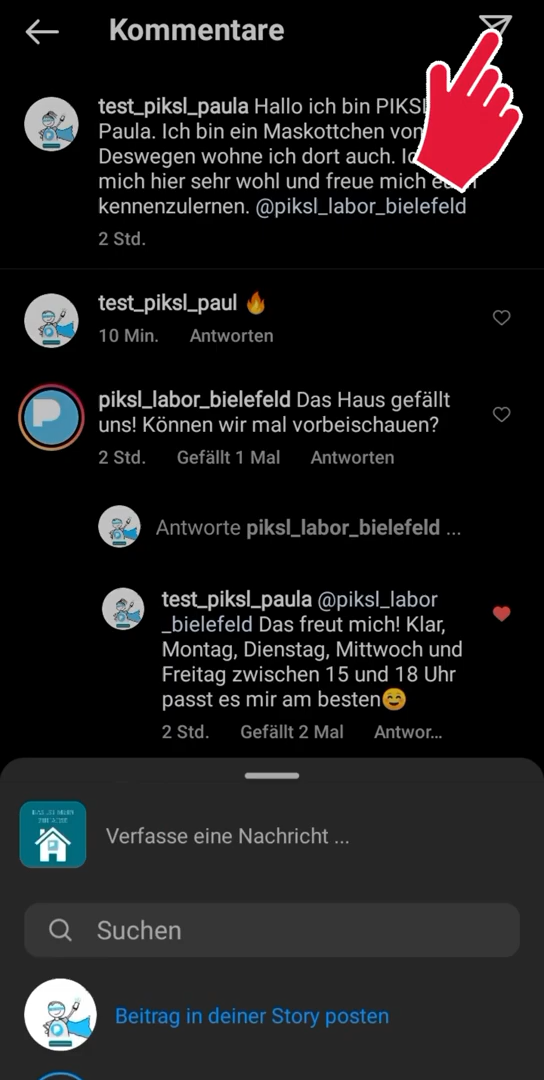 Kommentare
test_piksl_paula Hallo ich bin PIKSL
Paula. Ich bin ein Maskottchen von
Deswegen wohne ich dort auch.
mich hier sehr wohl und freue mich euch
kennenzulernen. @piksl_labor_bielefeld
2 Std.
test_piksl_paul 🔥
10 Min. Antworten
piksl_labor_bielefeld Das Haus gefällt
uns! Können wir mal vorbeischauen?
2 Std. Gefällt 1 Mal Antworten
Antworte piksl_labor_bielefeld ...
test_piksl_paula @piksl_labor
_bielefeld Das freut mich! Klar,
Montag, Dienstag, Mittwoch und
Freitag zwischen 15 und 18 Uhr
passt es mir am besten😊
2 Std. Gefällt 2 Mal Antwor...
Verfasse eine Nachricht ...
Suchen
Beitrag in deiner Story posten